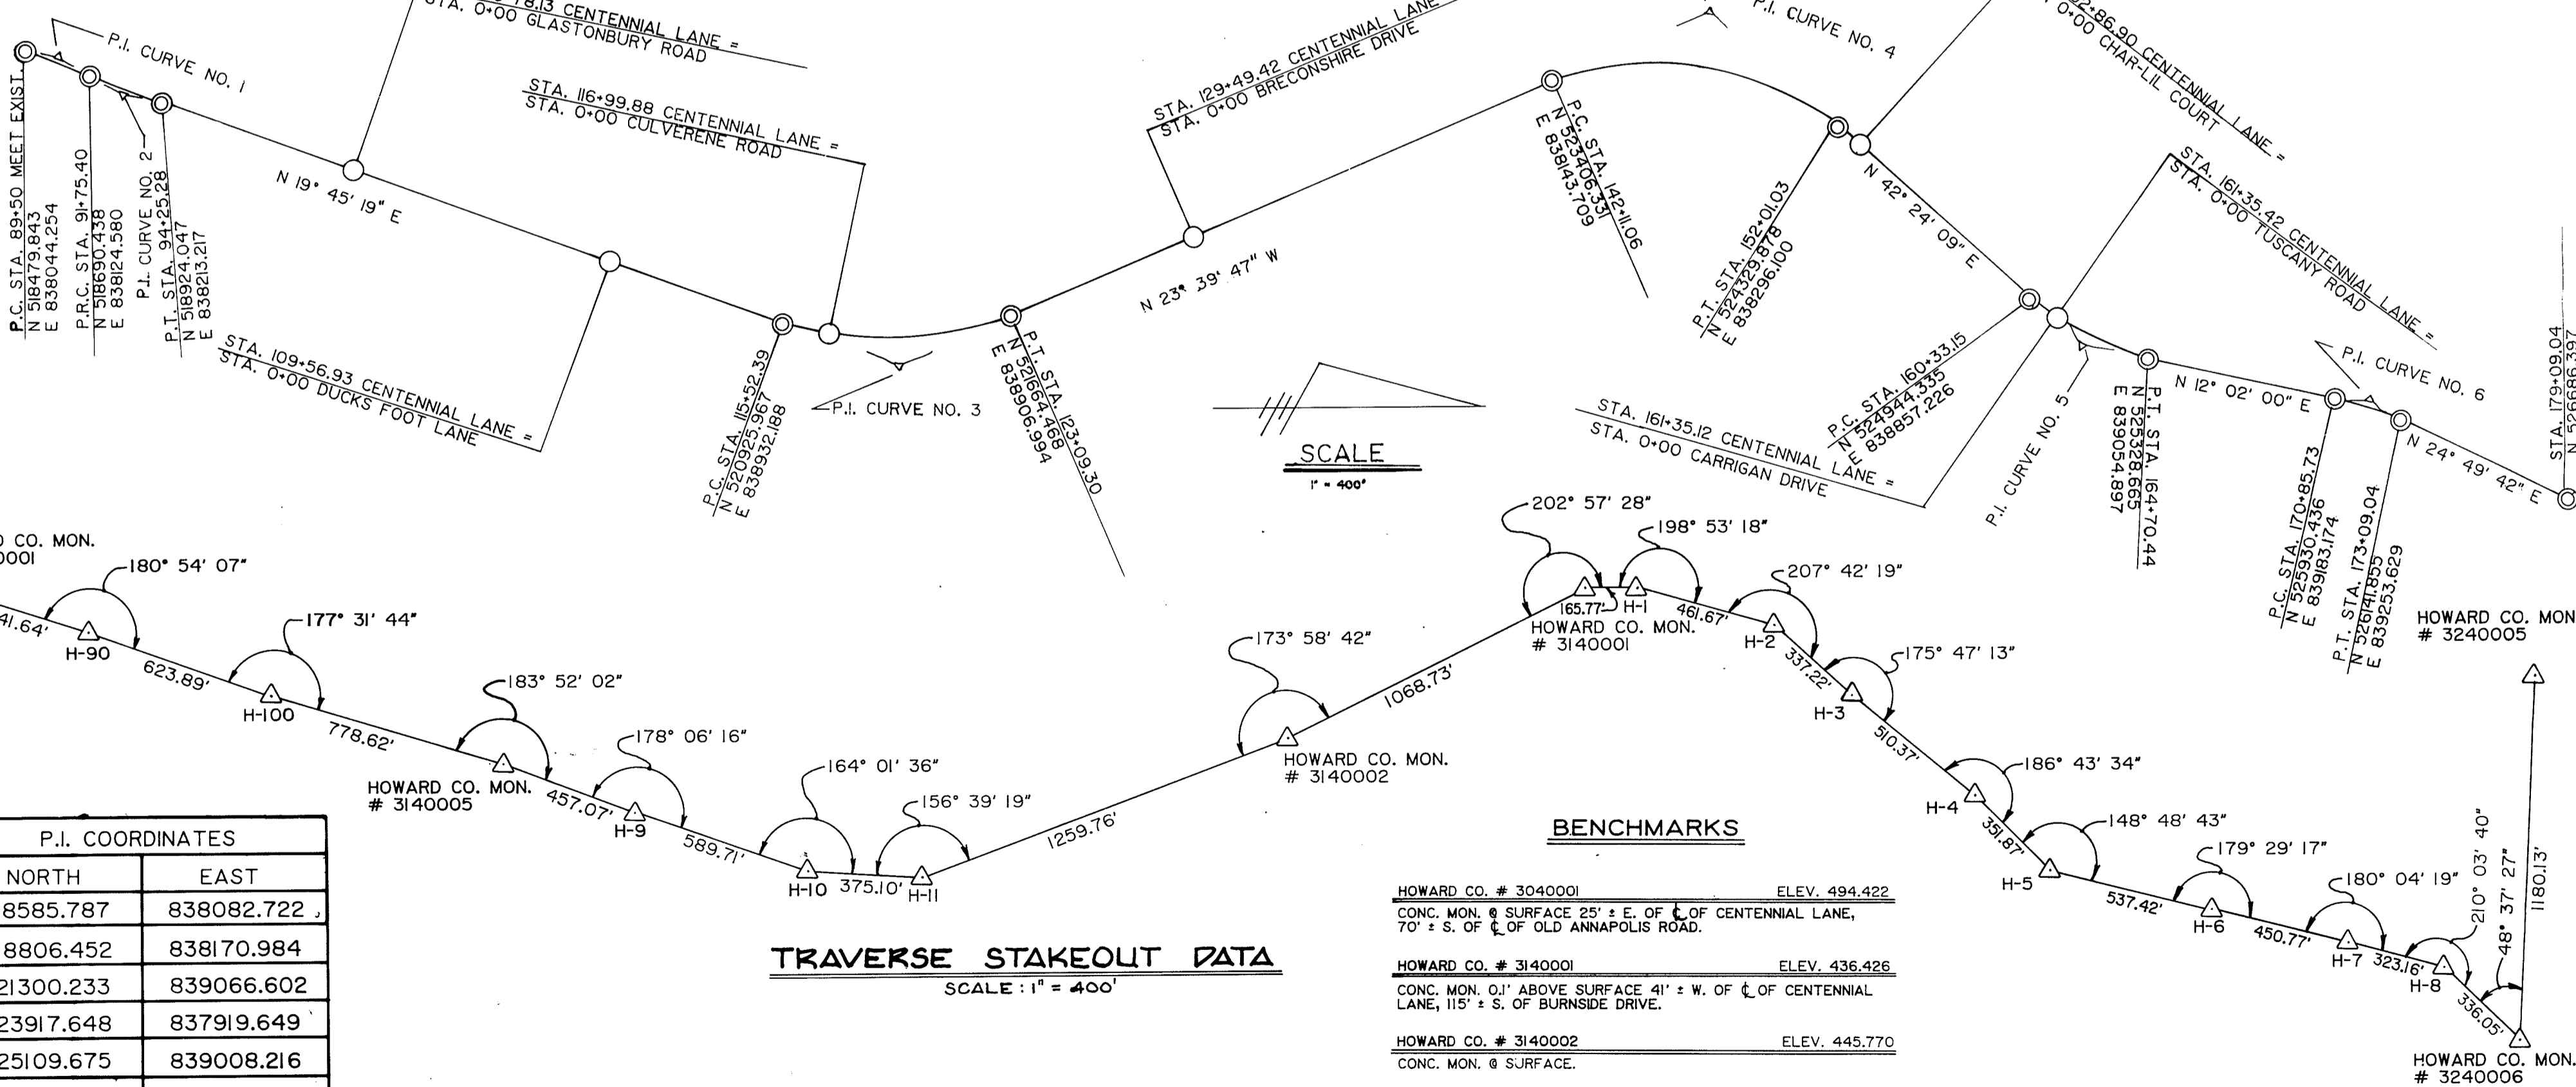 78.13 CENTENNIAL LANE =
STA. 0+00 GLASTONBURY ROAD
P.I. CURVE NO. 1
P.C. STA. 89+50 MEET EXIST.
N 518479.843
E 838044.254
P.R.C. STA. 91+75.40
N 518690.438
E 838124.580
P.I. CURVE NO. 2
P.T. STA. 94+25.28
N 518924.047
E 838213.217
N 19° 45' 19" E
STA. 116+99.88 CENTENNIAL LANE =
STA. 0+00 CULVERENE ROAD
STA. 109+56.93 CENTENNIAL LANE =
STA. 0+00 DUCKS FOOT LANE
P.C. STA. 115+52.39
N 520925.967
E 838932.188
P.I. CURVE NO. 3
P.T. STA. 123+09.30
N 521664.468
E 838906.994
STA. 129+49.42 CENTENNIAL LANE
STA. 0+00 BRECONSHIRE DRIVE
N 23° 39' 47" W
P.C. STA. 142+11.06
N 523406.331
E 838143.709
P.I. CURVE NO. 4
P.T. STA. 152+01.03
N 524329.878
E 838296.100
2+86.90 CENTENNIAL LANE =
0+00 CHAR-LIL COURT
N 42° 24' 09" E
STA. 161+35.42 CENTENNIAL LANE =
STA. 0+00 TUSCANY ROAD
P.C. STA. 160+33.15
N 524944.335
E 838857.226
STA. 161+35.12 CENTENNIAL LANE =
STA. 0+00 CARRIGAN DRIVE
P.I. CURVE NO. 5
P.T. STA. 164+70.44
N 525328.665
E 839054.897
N 12° 02' 00" E
P.I. CURVE NO. 6
P.C. STA. 170+85.73
N 525930.436
E 839183.174
P.T. STA. 173+09.04
N 526141.855
E 839253.629
N 24° 49' 42" E
STA. 179+09.04
N 526686.397
SCALE
1" = 400'
CO. MON.
0001
41.64'
180° 54' 07"
H-90
623.89'
177° 31' 44"
H-100
778.62'
183° 52' 02"
HOWARD CO. MON.
# 3140005
457.07'
178° 06' 16"
H-9
589.71'
164° 01' 36"
H-10
375.10'
156° 39' 19"
H-11
1259.76'
173° 58' 42"
HOWARD CO. MON.
# 3140002
1068.73'
202° 57' 28"
HOWARD CO. MON.
# 3140001
165.77'
198° 53' 18"
H-1
461.67'
207° 42' 19"
H-2
337.22'
175° 47' 13"
H-3
510.37'
186° 43' 34"
H-4
351.87'
148° 48' 43"
H-5
537.42'
179° 29' 17"
H-6
450.77'
180° 04' 19"
H-7
323.16'
210° 03' 40"
H-8
336.05'
48° 37' 27"
1180.13'
HOWARD CO. MON
# 3240005
HOWARD CO. MON.
# 3240006
P.I. COORDINATES
NORTH EAST
8585.787 838082.722
8806.452 838170.984
21300.233 839066.602
23917.648 837919.649
25109.675 839008.216
TRAVERSE STAKEOUT DATA
SCALE : 1" = 400'
BENCHMARKS
HOWARD CO. # 3040001 ELEV. 494.422
CONC. MON. @ SURFACE 25' ± E. OF ℄ OF CENTENNIAL LANE,
70' ± S. OF ℄ OF OLD ANNAPOLIS ROAD.
HOWARD CO. # 3140001 ELEV. 436.426
CONC. MON. 0.1' ABOVE SURFACE 41' ± W. OF ℄ OF CENTENNIAL
LANE, 115' ± S. OF BURNSIDE DRIVE.
HOWARD CO. # 3140002 ELEV. 445.770
CONC. MON. @ SURFACE.